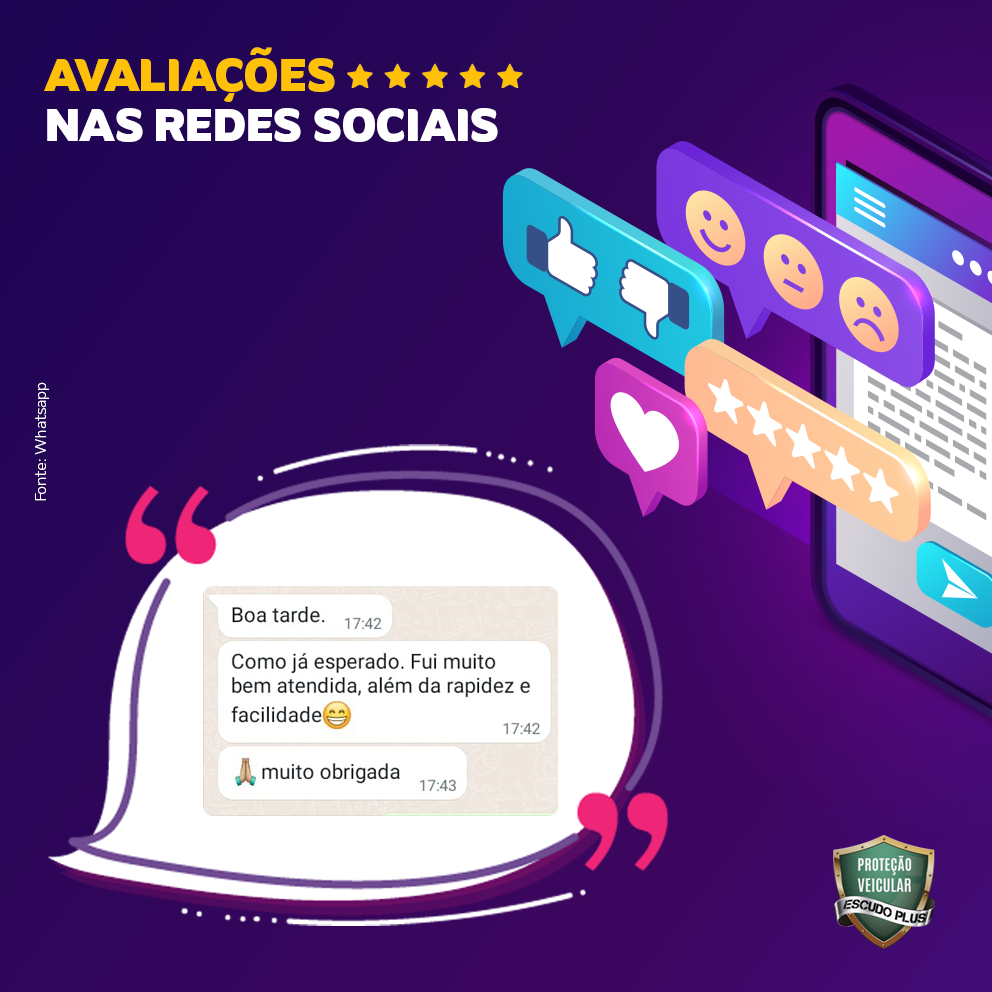 AVALIAÇÕES
NAS REDES SOCIAIS
Fonte: Whatsapp
Boa tarde. 17:42
Como já esperado. Fui muito
bem atendida, além da rapidez e
facilidade😁 17:42
🙏🏼muito obrigada 17:43
PROTEÇÃO
VEICULAR
ESCUDO PLUS